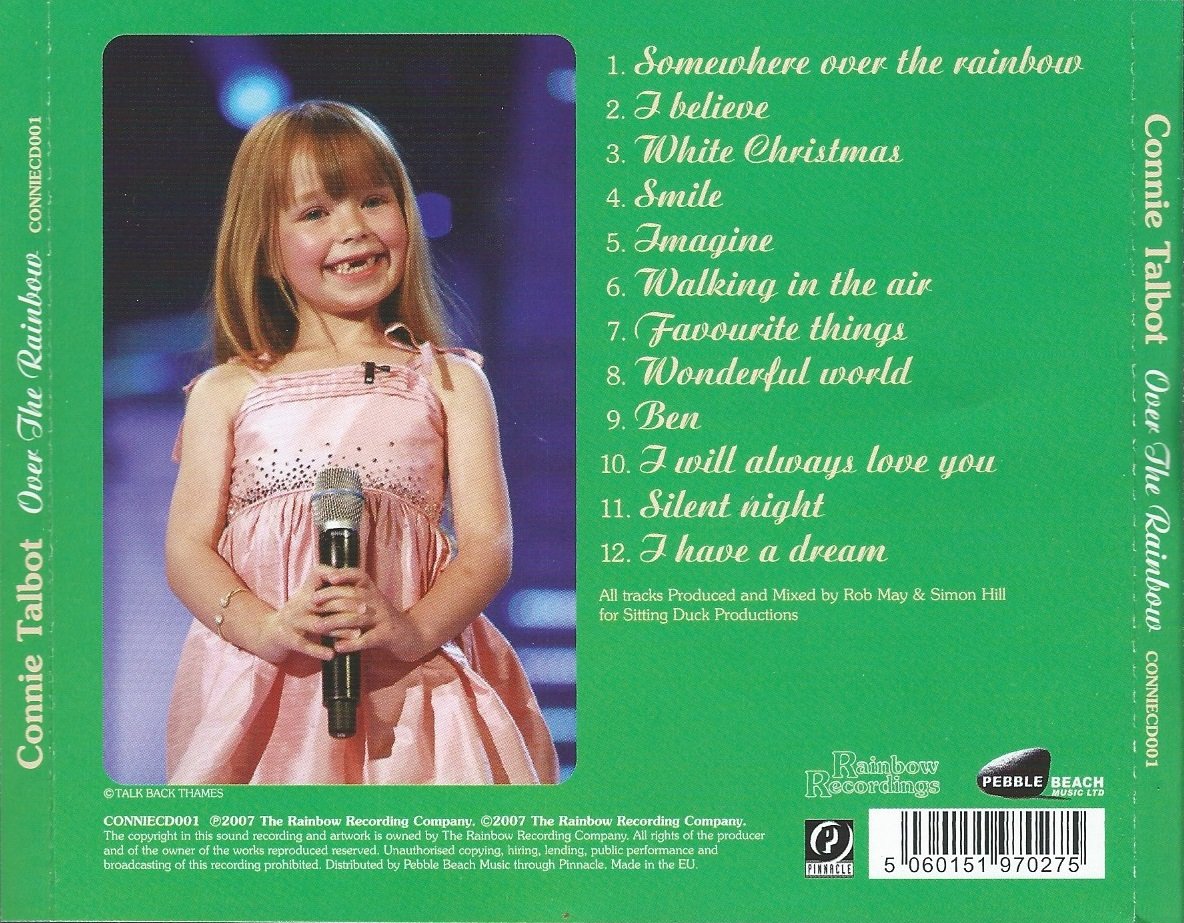 Connie Talbot Over The Rainbow CONNIECD001
1. Somewhere over the rainbow
2. I believe
3. White Christmas
4. Smile
5. Imagine
6. Walking in the air
7. Favourite things
8. Wonderful world
9. Ben
10. I will always love you
11. Silent night
12. I have a dream
All tracks Produced and Mixed by Rob May & Simon Hill
for Sitting Duck Productions
©TALK BACK THAMES
CONNIECD001 ℗2007 The Rainbow Recording Company. ©2007 The Rainbow Recording Company.
The copyright in this sound recording and artwork is owned by The Rainbow Recording Company. All rights of the producer
and of the owner of the works reproduced reserved. Unauthorised copying, hiring, lending, public performance and
broadcasting of this recording prohibited. Distributed by Pebble Beach Music through Pinnacle. Made in the EU.
Rainbow
Recordings
PEBBLE BEACH
MUSIC LTD
P
PINNACLE
5 060151 970275
Connie Talbot Over The Rainbow CONNIECD001